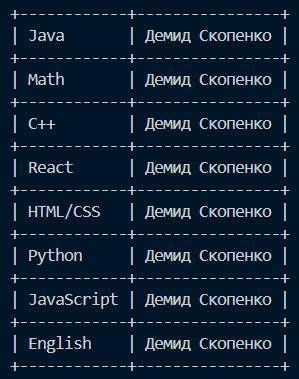 +------------+----------------+
| Java       | Демид Скопенко |
+------------+----------------+
| Math       | Демид Скопенко |
+------------+----------------+
| C++        | Демид Скопенко |
+------------+----------------+
| React      | Демид Скопенко |
+------------+----------------+
| HTML/CSS   | Демид Скопенко |
+------------+----------------+
| Python     | Демид Скопенко |
+------------+----------------+
| JavaScript | Демид Скопенко |
+------------+----------------+
| English    | Демид Скопенко |
+------------+----------------+